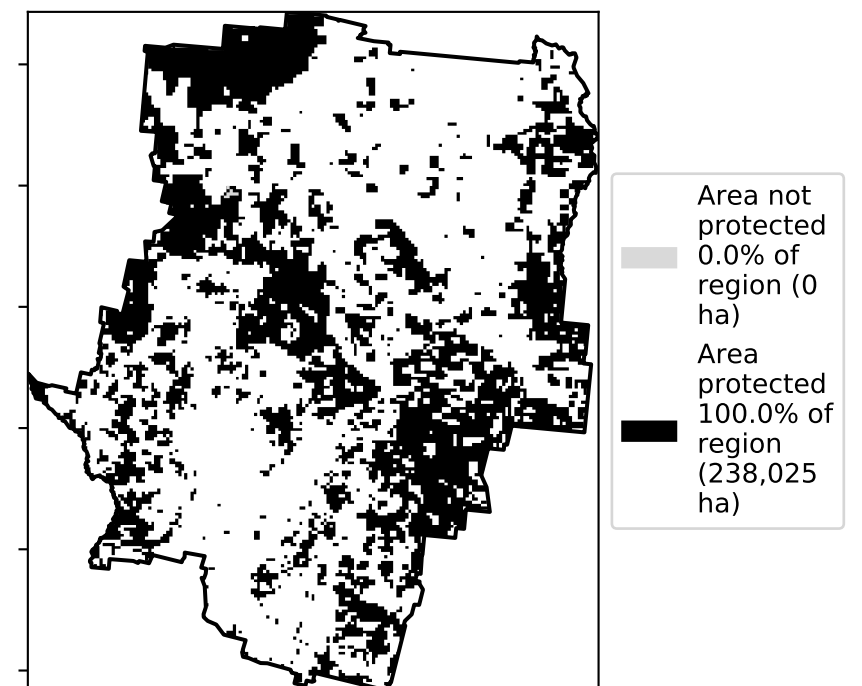 Area not
protected
0.0% of
region (0
ha)
Area
protected
100.0% of
region
(238,025
ha)